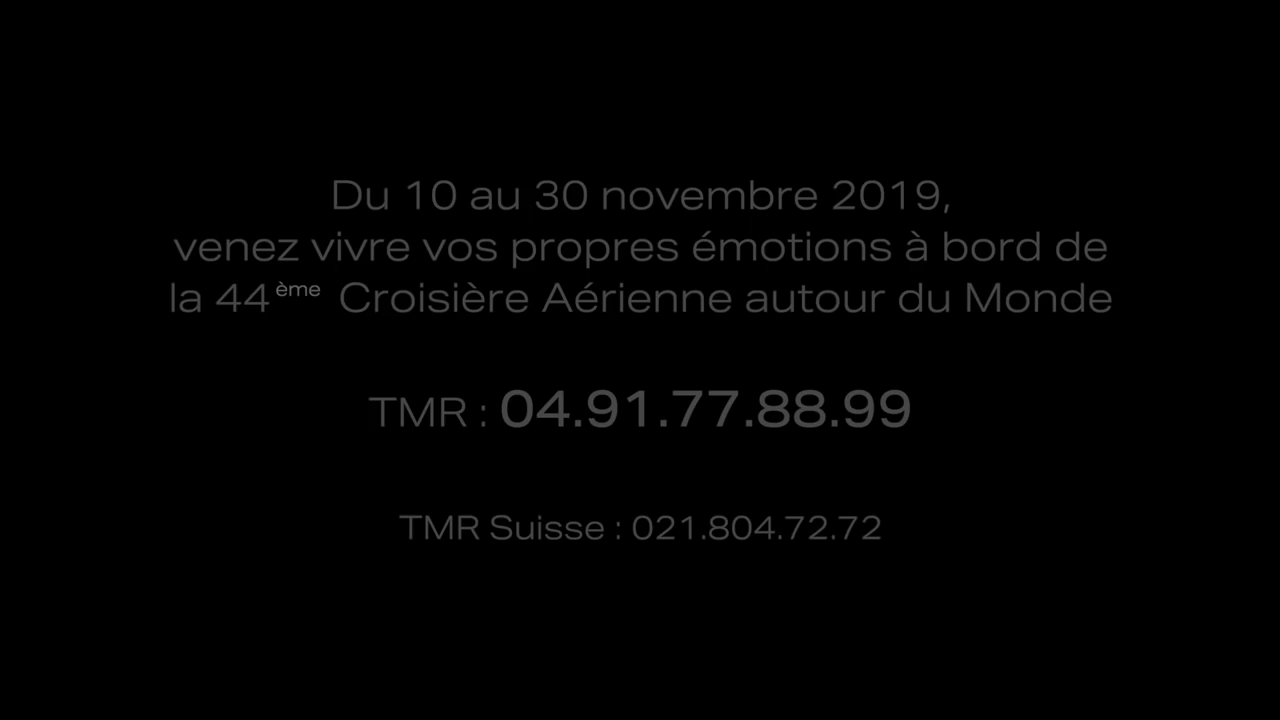 Du 10 au 30 novembre 2019,
venez vivre vos propres émotions à bord de
la 44ème Croisière Aérienne autour du Monde
TMR : 04.91.77.88.99
TMR Suisse : 021.804.72.72